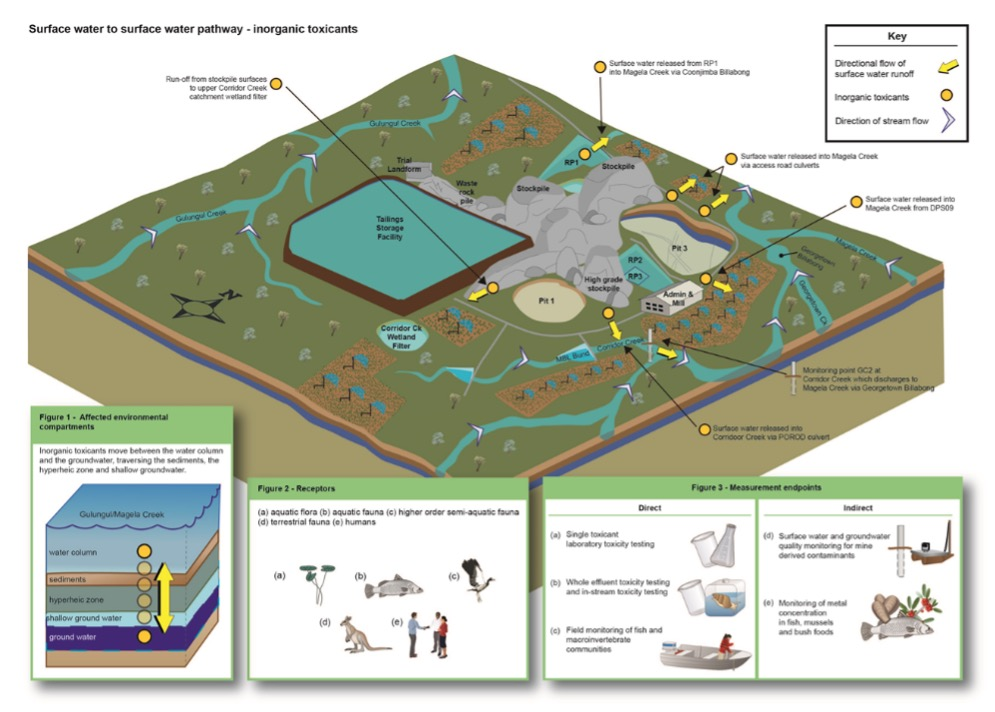 Surface water to surface water pathway - inorganic toxicants
Key
Directional flow of
surface water runoff
Inorganic toxicants
Direction of stream flow
Run-off from stockpile surfaces
to upper Corridor Creek
catchment wetland filter
Surface water released from RP1
into Magela Creek via Coonjimba Billabong
Surface water released into Magela Creek
via access road culverts
Surface water released into
Magela Creek from DPS09
Gulungul Creek
Gulungul Creek
Trial
Landform
Waste
rock
pile
Stockpile
RP1
Stockpile
Tailings
Storage
Facility
Pit 3
RP2
RP3
High grade
stockpile
Admin &
Mill
Pit 1
Magela Creek
Georgetown
Billabong
Georgetown Ck
N
Corridor Ck
Wetland
Filter
Mill Bund
Corridor Creek
Monitoring point GC2 at
Corridor Creek which discharges to
Magela Creek via Georgetown Billabong
Surface water released into
Corridoor Creek via POROD culvert
Figure 1 - Affected environmental
compartments
Inorganic toxicants move between the water column
and the groundwater, traversing the sediments, the
hyperheic zone and shallow groundwater.
Gulungul/Magela Creek
water column
sediments
hyperheic zone
shallow ground water
ground water
Figure 2 - Receptors
(a) aquatic flora (b) aquatic fauna (c) higher order semi-aquatic fauna
(d) terrestrial fauna (e) humans
(a)
(b)
(c)
(d)
(e)
Figure 3 - Measurement endpoints
Direct
(a) Single toxicant
laboratory toxicity testing
(b) Whole effluent toxicity testing
and in-stream toxicity testing
(c) Field monitoring of fish and
macroinvertebrate
communities
Indirect
(d) Surface water and groundwater
quality monitoring for mine
derived contaminants
(e) Monitoring of metal
concentration
in fish, mussels
and bush foods